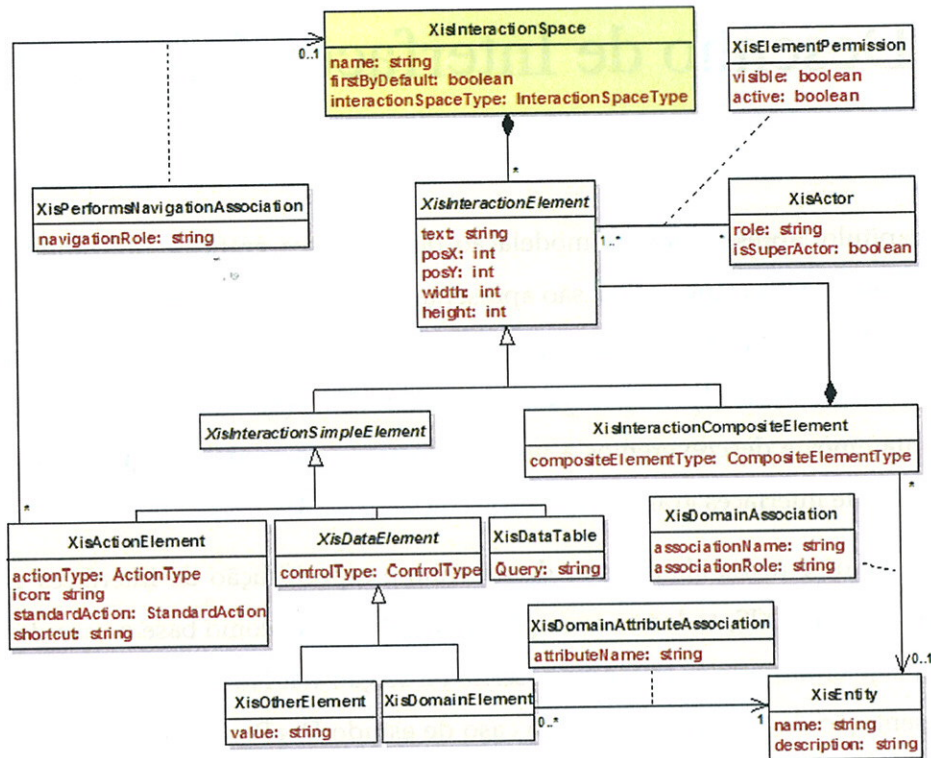 XisInteractionSpace
name: string
firstByDefault: boolean
interactionSpaceType: InteractionSpaceType
0..1
XisElementPermission
visible: boolean
active: boolean
*
XisPerformsNavigationAssociation
navigationRole: string
XisInteractionElement
text: string
posX: int
posY: int
width: int
height: int
1..*
*
XisActor
role: string
isSuperActor: boolean
XisInteractionSimpleElement
XisInteractionCompositeElement
compositeElementType: CompositeElementType
*
*
XisActionElement
actionType: ActionType
icon: string
standardAction: StandardAction
shortcut: string
XisDataElement
controlType: ControlType
XisDataTable
Query: string
XisDomainAssociation
associationName: string
associationRole: string
XisDomainAttributeAssociation
attributeName: string
0..1
XisOtherElement
value: string
XisDomainElement
0..*
1
XisEntity
name: string
description: string